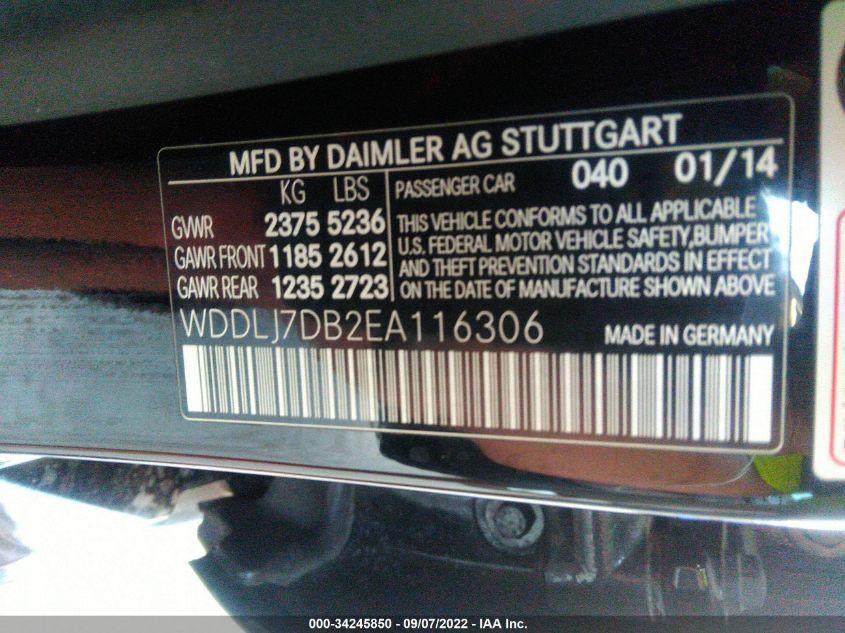 MFD BY DAIMLER AG STUTTGART
KG LBS PASSENGER CAR 040 01/14
GVWR 2375 5236
GAWR FRONT 1185 2612
GAWR REAR 1235 2723
THIS VEHICLE CONFORMS TO ALL APPLICABLE
U.S. FEDERAL MOTOR VEHICLE SAFETY,BUMPER
AND THEFT PREVENTION STANDARDS IN EFFECT
ON THE DATE OF MANUFACTURE SHOWN ABOVE
WDDLJ7DB2EA116306 MADE IN GERMANY
000-34245850 - 09/07/2022 - IAA Inc.